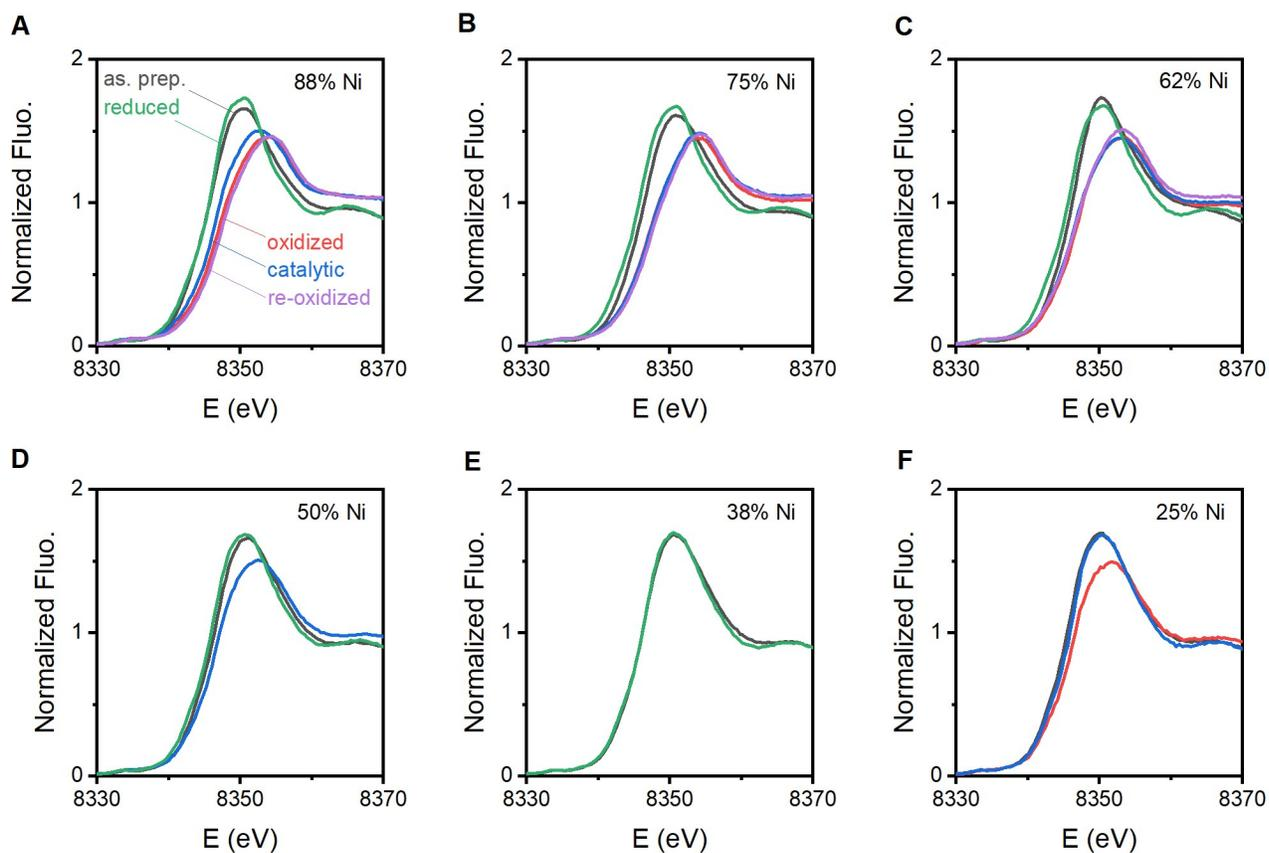 A
2
as. prep.
88% Ni
reduced
Normalized Fluo.
1
oxidized
catalytic
re-oxidized
0
8330
8350
8370
E (eV)
B
2
75% Ni
Normalized Fluo.
1
0
8330
8350
8370
E (eV)
C
2
62% Ni
Normalized Fluo.
1
0
8330
8350
8370
E (eV)
D
2
50% Ni
Normalized Fluo.
1
0
8330
8350
8370
E (eV)
E
2
38% Ni
Normalized Fluo.
1
0
8330
8350
8370
E (eV)
F
2
25% Ni
Normalized Fluo.
1
0
8330
8350
8370
E (eV)